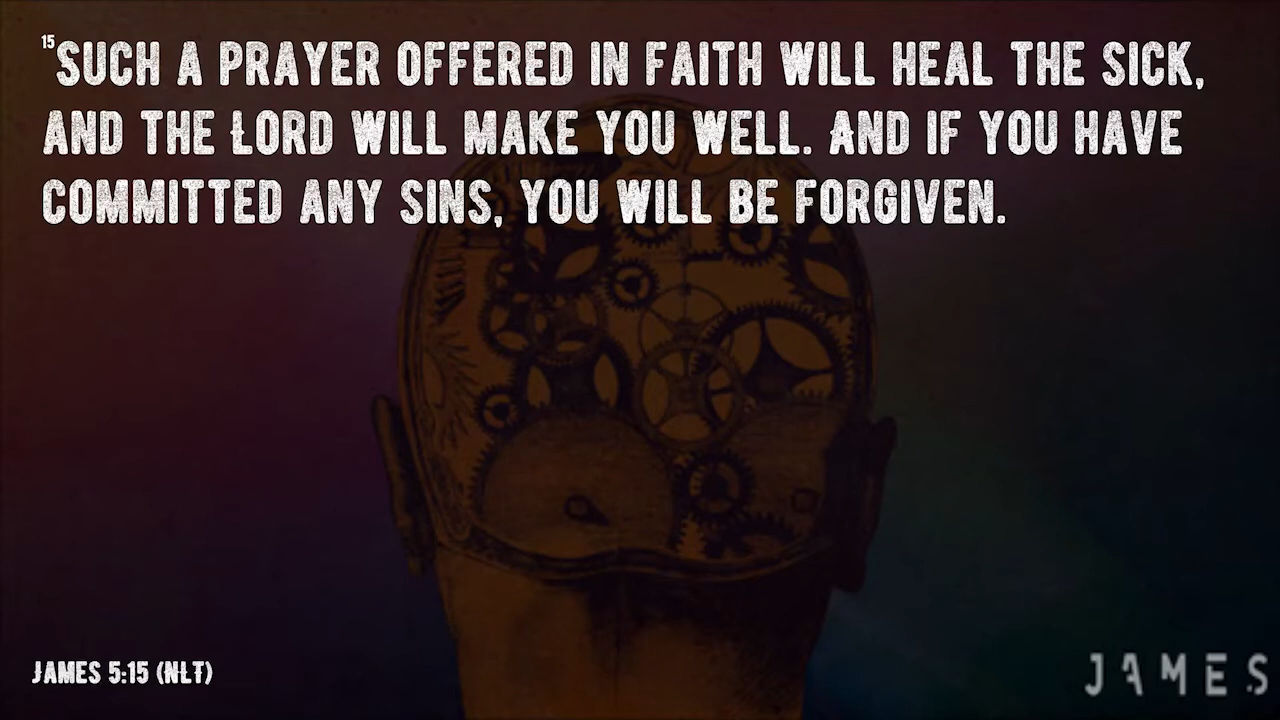 15SUCH A PRAYER OFFERED IN FAITH WILL HEAL THE SICK,
AND THE LORD WILL MAKE YOU WELL. AND IF YOU HAVE
COMMITTED ANY SINS, YOU WILL BE FORGIVEN.
JAMES 5:15 (NLT)
JAMES